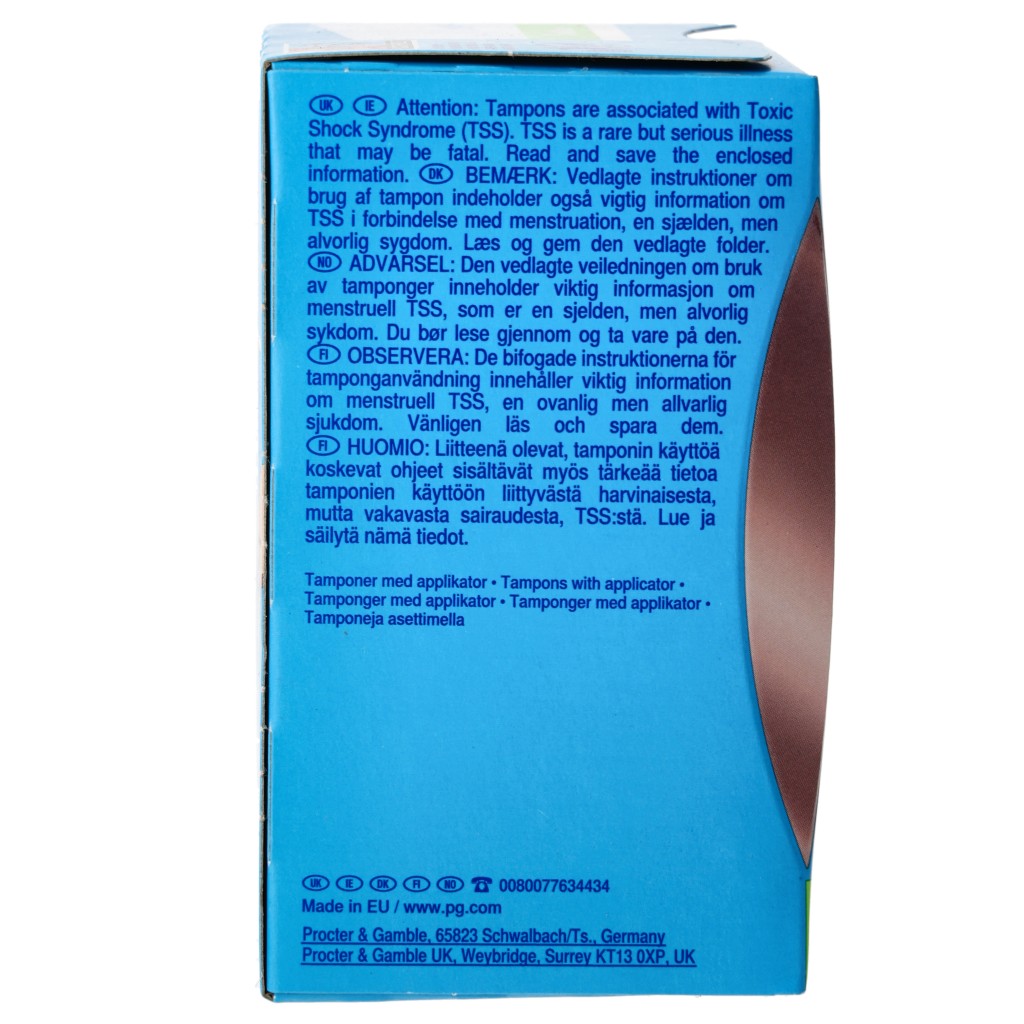 UK IE Attention: Tampons are associated with Toxic
Shock Syndrome (TSS). TSS is a rare but serious illness
that may be fatal. Read and save the enclosed
information. DK BEMÆRK: Vedlagte instruktioner om
brug af tampon indeholder også vigtig information om
TSS i forbindelse med menstruation, en sjælden, men
alvorlig sygdom. Læs og gem den vedlagte folder.
NO ADVARSEL: Den vedlagte veiledningen om bruk
av tamponger inneholder viktig informasjon om
menstruell TSS, som er en sjelden, men alvorlig
sykdom. Du bør lese gjennom og ta vare på den.
FI OBSERVERA: De bifogade instruktionerna för
tamponganvändning innehåller viktig information
om menstruell TSS, en ovanlig men allvarlig
sjukdom. Vänligen läs och spara dem.
FI HUOMIO: Liitteenä olevat, tamponin käyttöä
koskevat ohjeet sisältävät myös tärkeää tietoa
tamponien käyttöön liittyvästä harvinaisesta,
mutta vakavasta sairaudesta, TSS:stä. Lue ja
säilytä nämä tiedot.
Tamponer med applikator • Tampons with applicator •
Tamponger med applikator • Tamponger med applikator •
Tamponeja asettimella
UK IE DK FI NO ☎ 0080077634434
Made in EU / www.pg.com
Procter & Gamble, 65823 Schwalbach/Ts., Germany
Procter & Gamble UK, Weybridge, Surrey KT13 0XP, UK